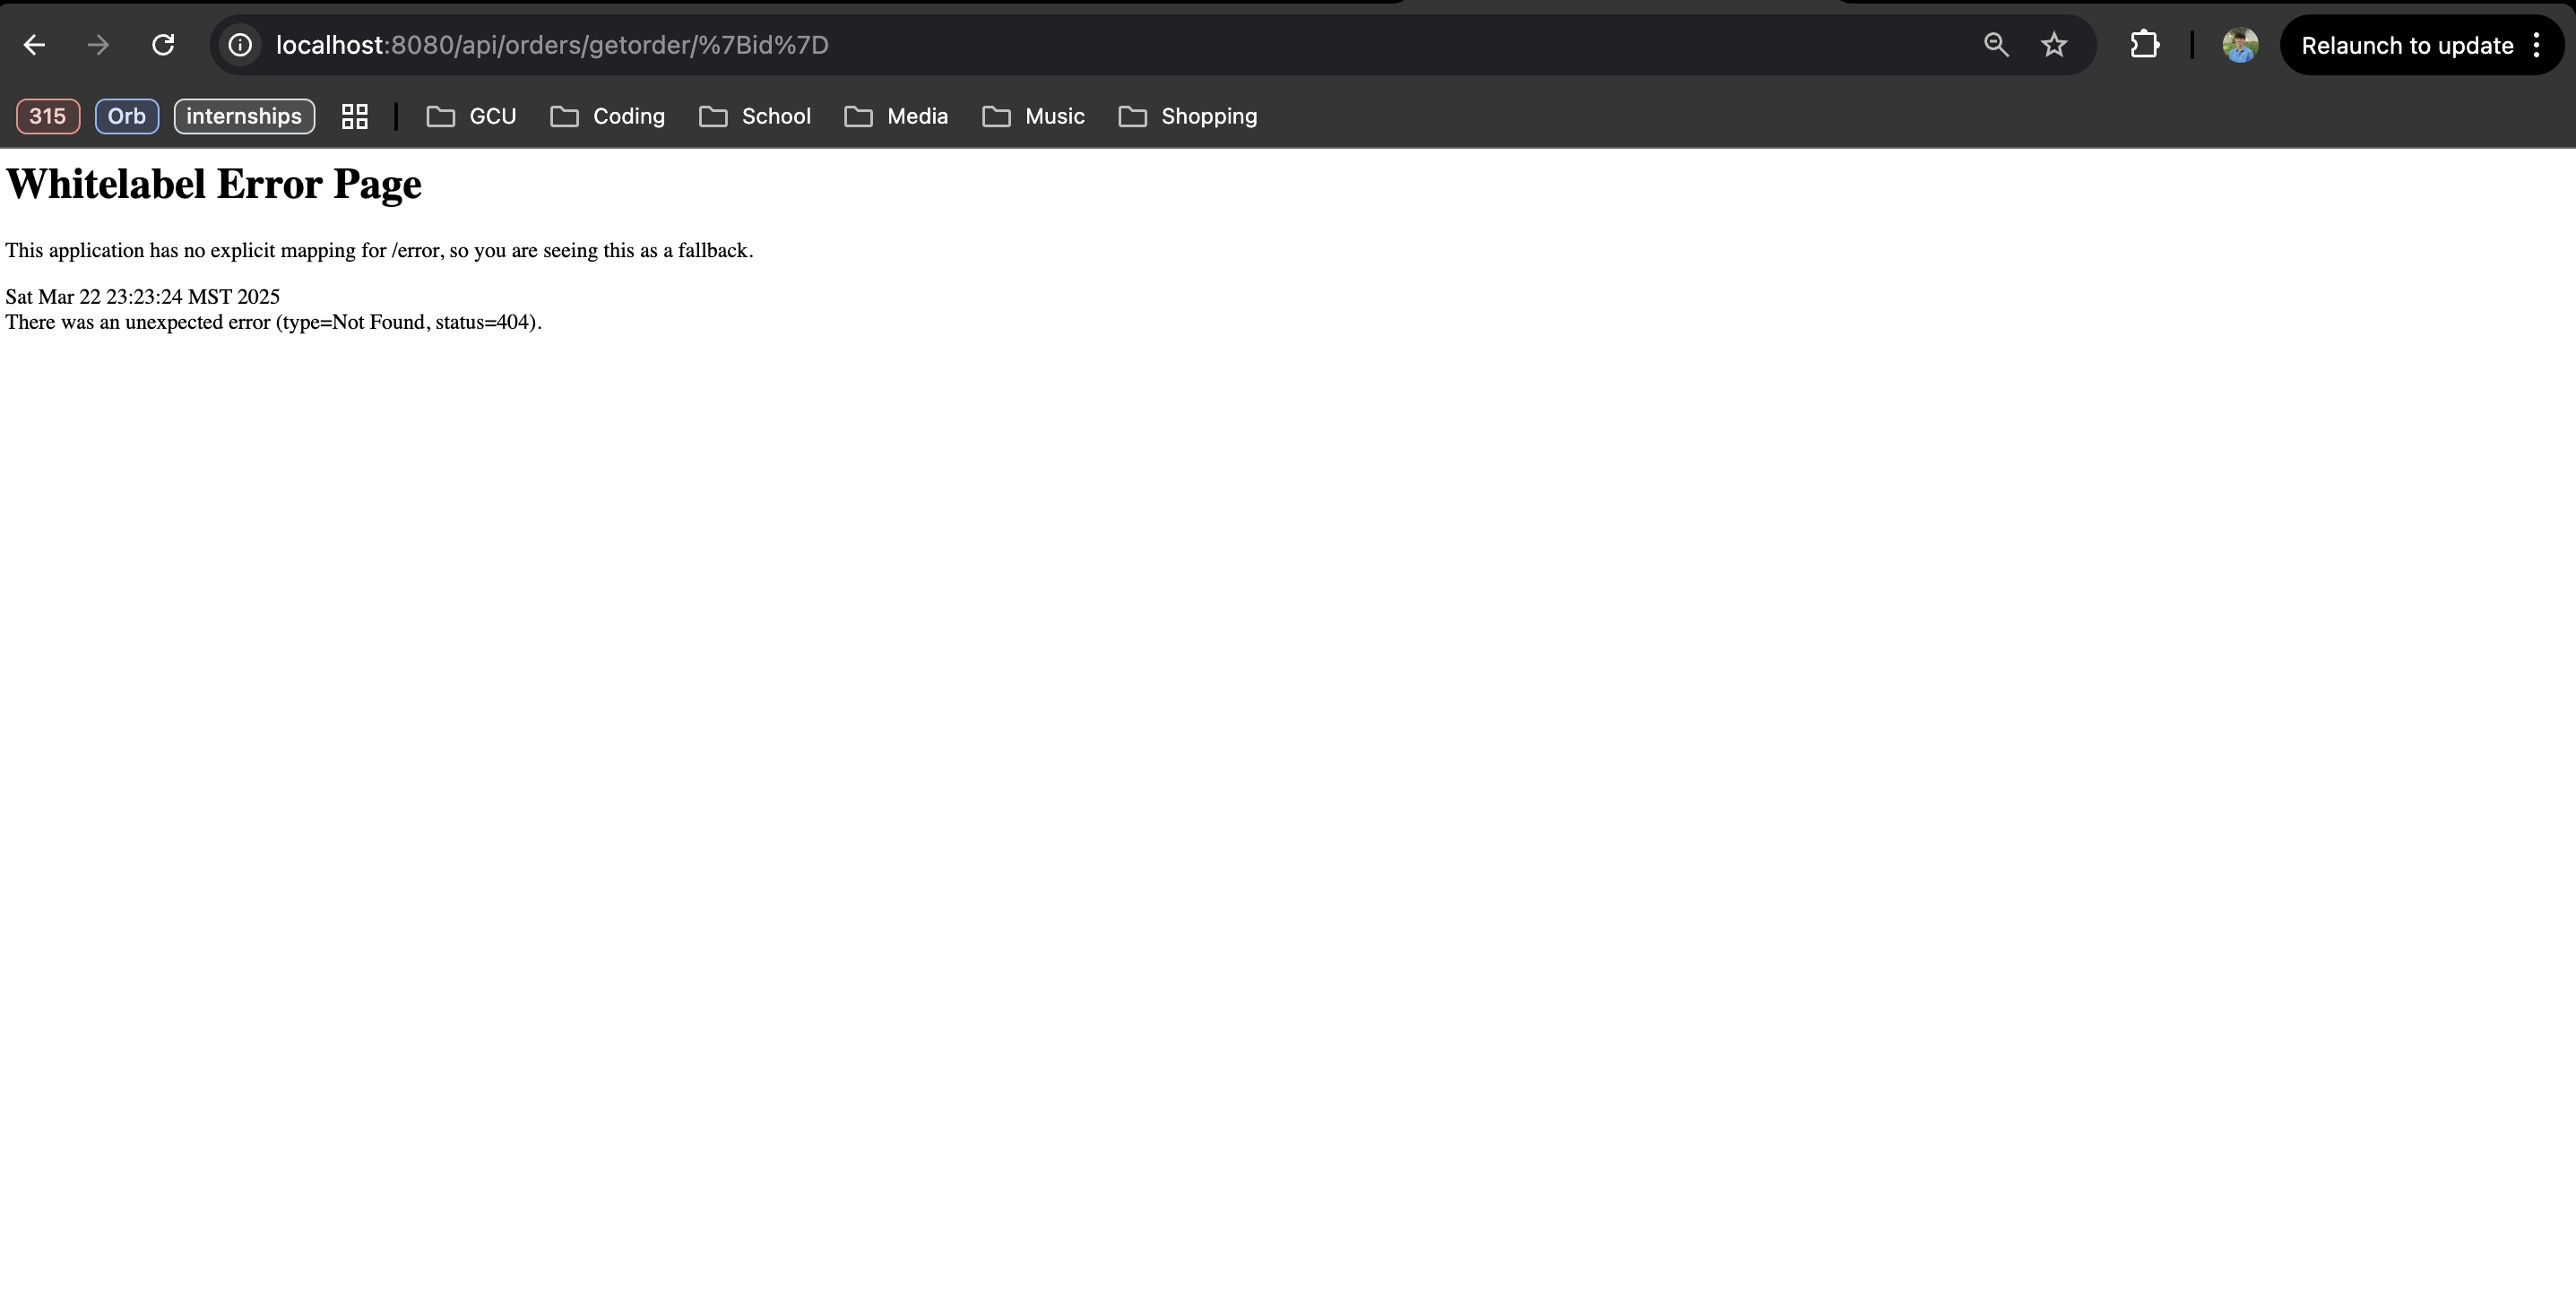 localhost:8080/api/orders/getorder/%7Bid%7D
Relaunch to update
315 Orb internships GCU Coding School Media Music Shopping
Whitelabel Error Page
This application has no explicit mapping for /error, so you are seeing this as a fallback.
Sat Mar 22 23:23:24 MST 2025
There was an unexpected error (type=Not Found, status=404).